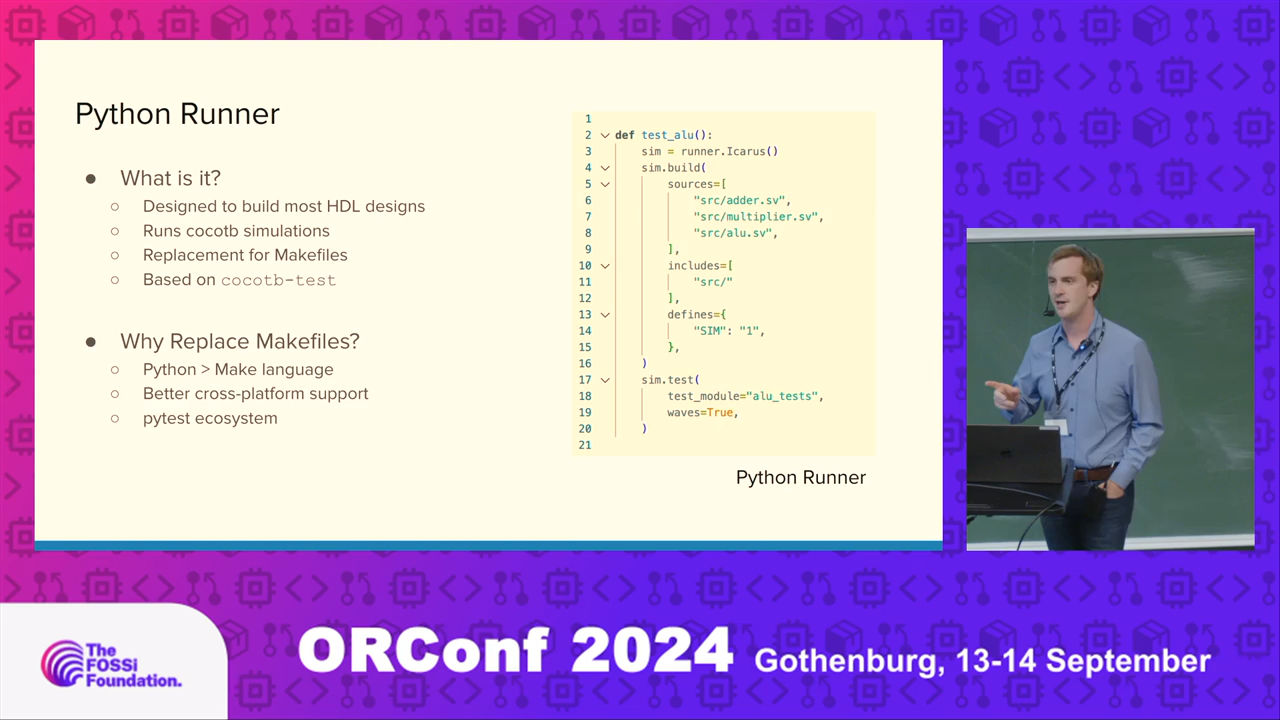 Python Runner
● What is it?
○ Designed to build most HDL designs
○ Runs cocotb simulations
○ Replacement for Makefiles
○ Based on cocotb-test
● Why Replace Makefiles?
○ Python > Make language
○ Better cross-platform support
○ pytest ecosystem
1
2 def test_alu():
3 sim = runner.Icarus()
4 sim.build(
5 sources=[
6 "src/adder.sv",
7 "src/multiplier.sv",
8 "src/alu.sv",
9 ],
10 includes=[
11 "src/"
12 ],
13 defines={
14 "SIM": "1",
15 },
16 )
17 sim.test(
18 test_module="alu_tests",
19 waves=True,
20 )
21
Python Runner
The
FOSSi
Foundation.
ORConf 2024 Gothenburg, 13-14 September